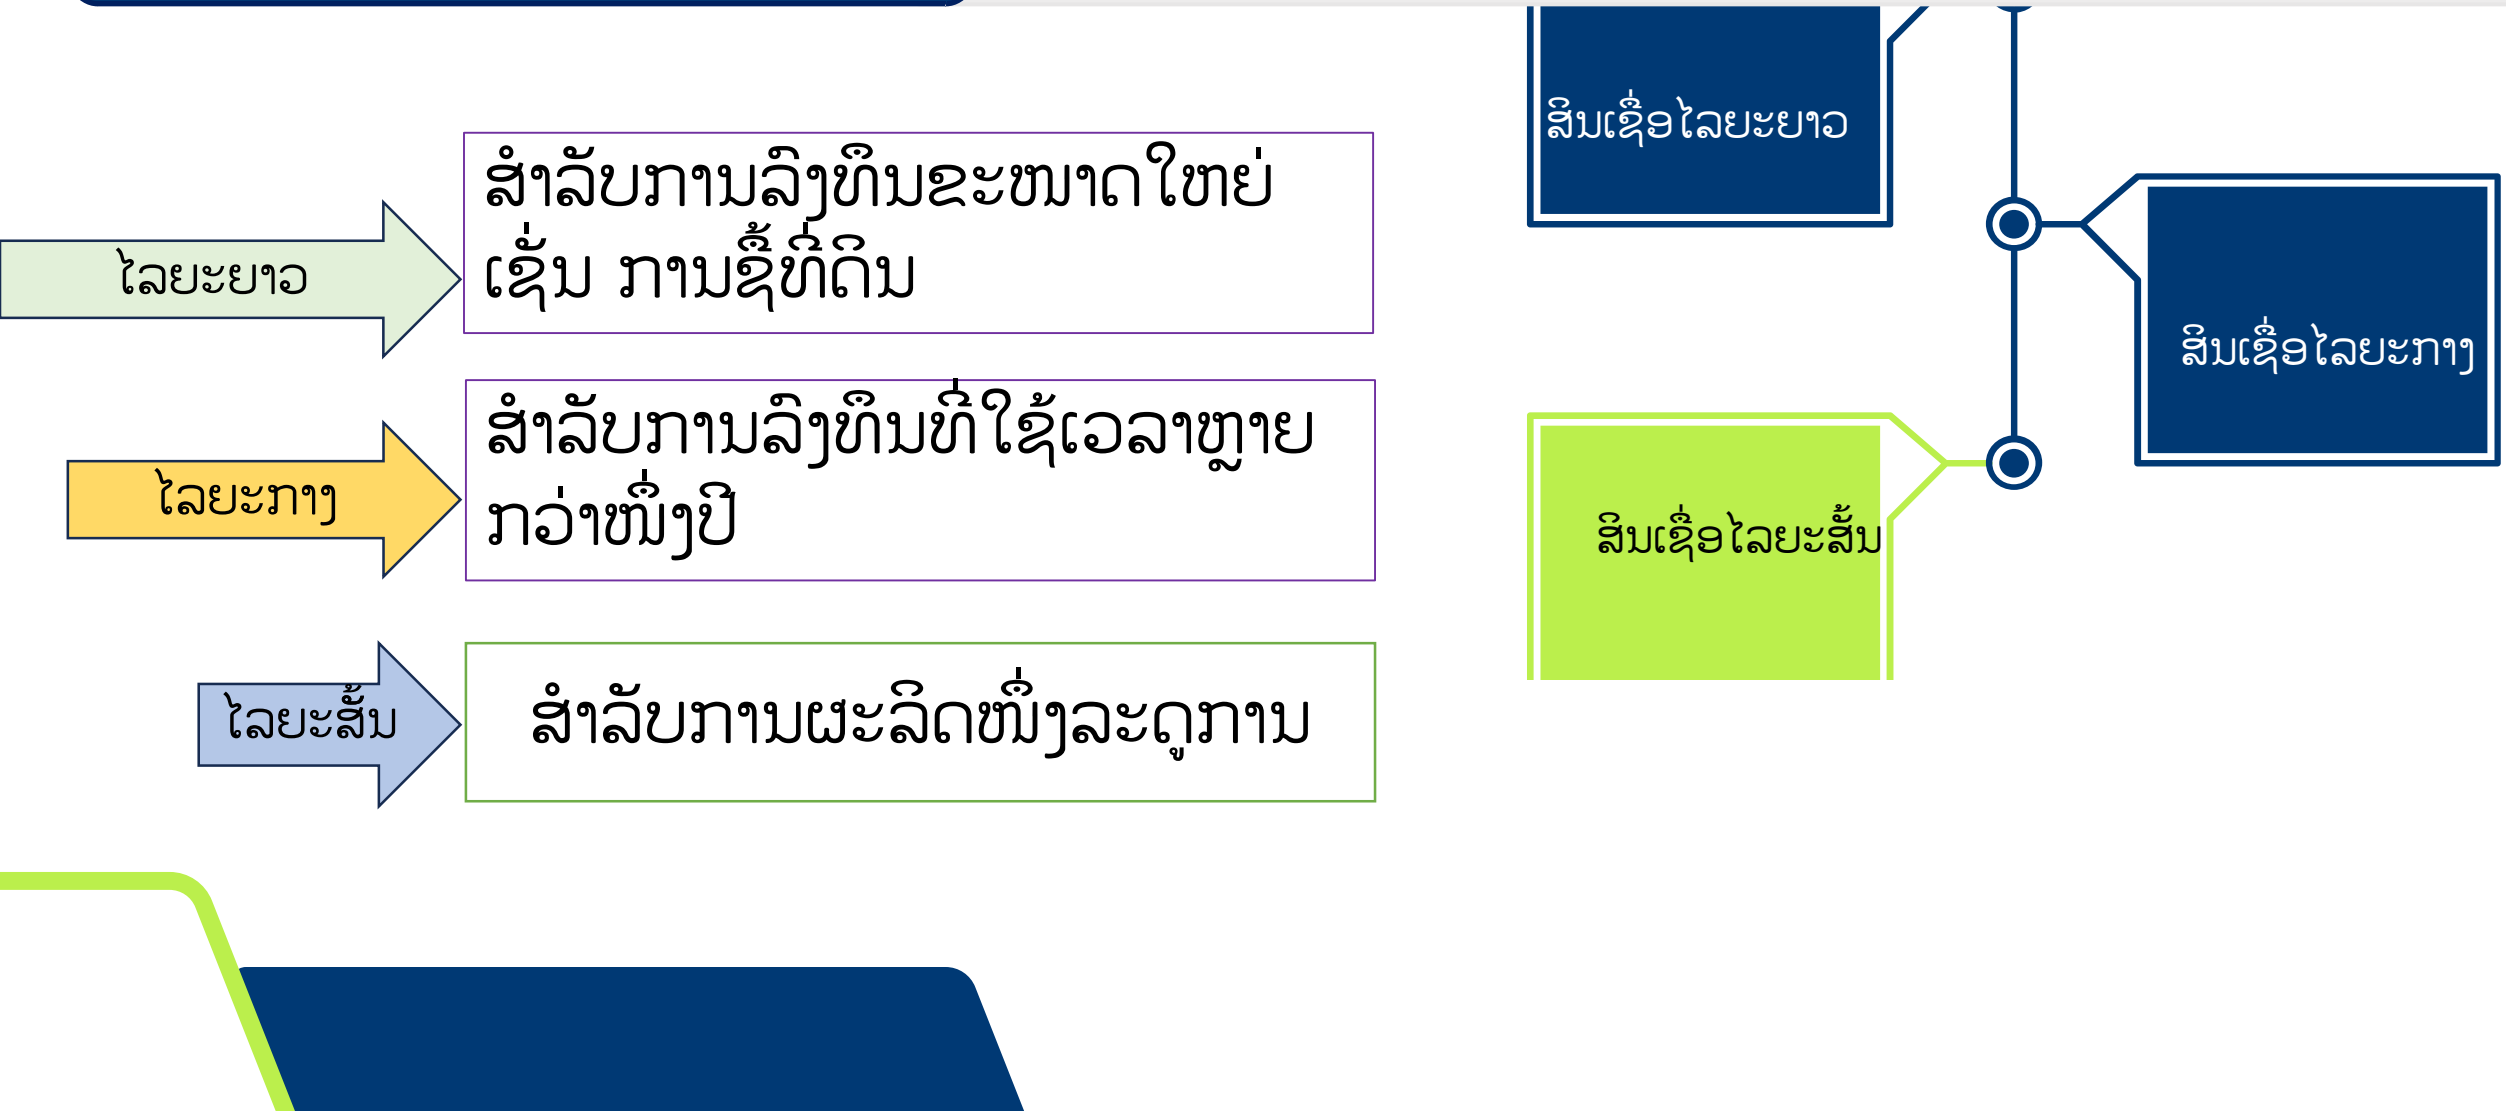 ໄລຍະຍາວ
ສຳລັບການລົງທຶນຂະໜາດໃຫຍ່
ເຊັ່ນ ການຊື້ທີ່ດິນ
ໄລຍະກາງ
ສຳລັບການລົງທຶນທີ່ໃຊ້ເວລາຫຼາຍ
ກວ່າໜຶ່ງປີ
ໄລຍະສັ້ນ
ສຳລັບການຜະລິດໜຶ່ງລະດູການ
ສິນເຊື່ອໄລຍະຍາວ
ສິນເຊື່ອໄລຍະກາງ
ສິນເຊື່ອໄລຍະສັ້ນ